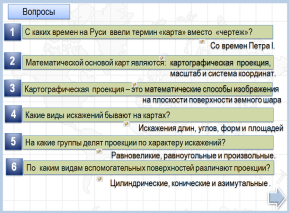 Вопросы
1 С каких времен на Руси ввели термин «карта» вместо «чертеж»?
Со времен Петра I.
2 Математической основой карт являются: картографическая проекция,
масштаб и система координат.
3 Картографическая проекция – это математические способы изображения
на плоскости поверхности земного шара
4 Какие виды искажений бывают на картах?
Искажения длин, углов, форм и площадей
5 На какие группы делят проекции по характеру искажений?
Равновеликие, равноугольные и произвольные.
6 По каким видам вспомогательных поверхностей различают проекции?
Цилиндрические, конические и азимутальные.